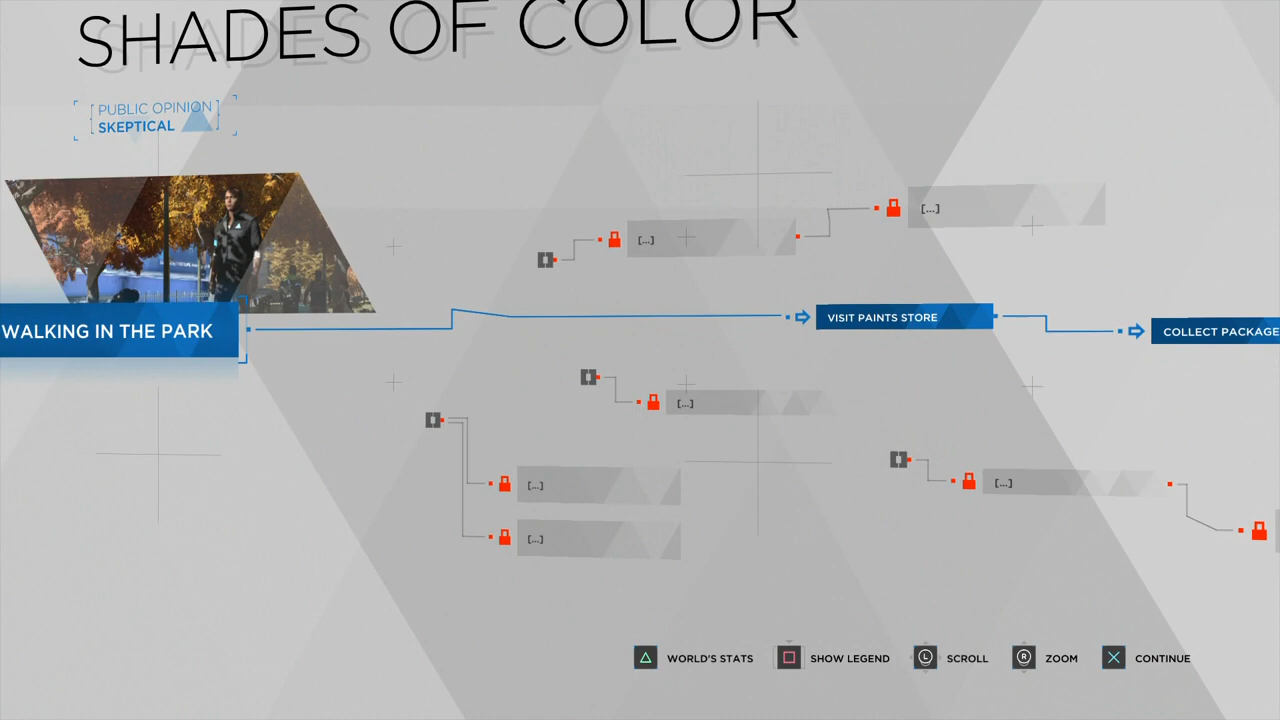 SHADES OF COLOR
PUBLIC OPINION
SKEPTICAL
[...]
[...]
WALKING IN THE PARK
VISIT PAINTS STORE
COLLECT PACKAGE
[...]
[...]
[...]
[...]
WORLD'S STATS
SHOW LEGEND
L
SCROLL
R
ZOOM
CONTINUE